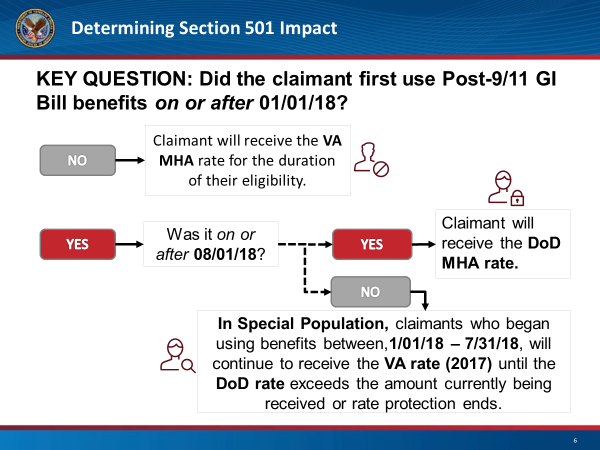 Determining Section 501 Impact
KEY QUESTION: Did the claimant first use Post-9/11 GI
Bill benefits on or after 01/01/18?
NO
Claimant will receive the VA
MHA rate for the duration
of their eligibility.
YES
Was it on or
after 08/01/18?
YES
Claimant will
receive the DoD
MHA rate.
NO
In Special Population, claimants who began
using benefits between,1/01/18 – 7/31/18, will
continue to receive the VA rate (2017) until the
DoD rate exceeds the amount currently being
received or rate protection ends.
6